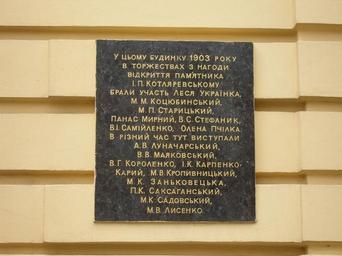 У ЦЬОМУ БУДИНКУ 1903 РОКУ
В ТОРЖЕСТВАХ З НАГОДИ
ВІДКРИТТЯ ПАМ'ЯТНИКА
І.П. КОТЛЯРЕВСЬКОМУ
БРАЛИ УЧАСТЬ ЛЕСЯ УКРАЇНКА,
М.М. КОЦЮБИНСЬКИЙ,
М.П. СТАРИЦЬКИЙ,
ПАНАС МИРНИЙ, В.С. СТЕФАНИК,
В.І. САМІЙЛЕНКО, ОЛЕНА ПЧІЛКА.
В РІЗНИЙ ЧАС ТУТ ВИСТУПАЛИ
А.В. ЛУНАЧАРСЬКИЙ,
В.В. МАЯКОВСЬКИЙ,
В.Г. КОРОЛЕНКО, І.К. КАРПЕНКО-
КАРИЙ, М.В. КРОПИВНИЦЬКИЙ,
М.К. ЗАНЬКОВЕЦЬКА,
П.К. САКСАГАНСЬКИЙ,
М.К. САДОВСЬКИЙ,
М.В. ЛИСЕНКО